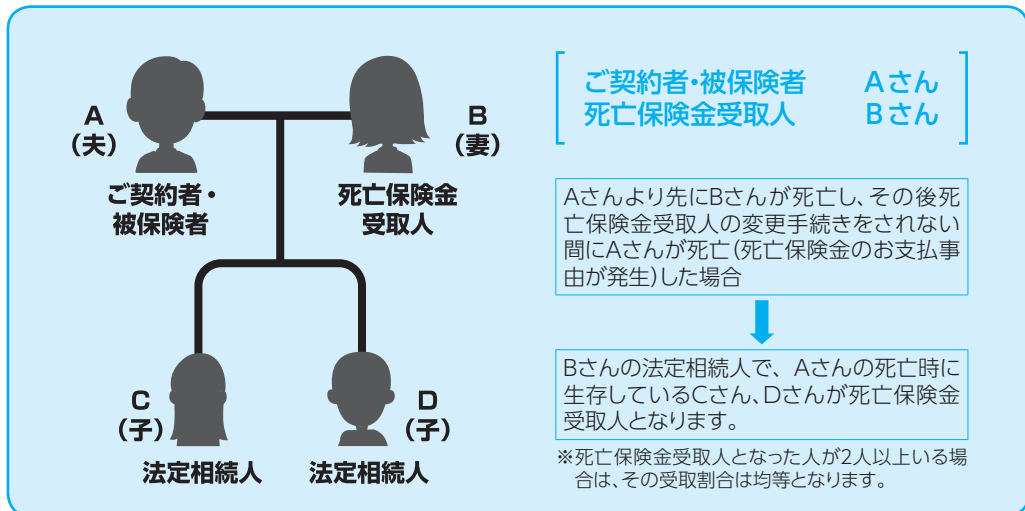 A
(夫)
ご契約者・
被保険者
B
(妻)
死亡保険金
受取人
C
(子)
法定相続人
D
(子)
法定相続人
ご契約者・被保険者 Aさん
死亡保険金受取人 Bさん
Aさんより先にBさんが死亡し、その後死
亡保険金受取人の変更手続きをされない
間にAさんが死亡(死亡保険金のお支払事
由が発生)した場合
Bさんの法定相続人で、Aさんの死亡時に
生存しているCさん、Dさんが死亡保険金
受取人となります。
※死亡保険金受取人となった人が2人以上いる場
合は、その受取割合は均等となります。